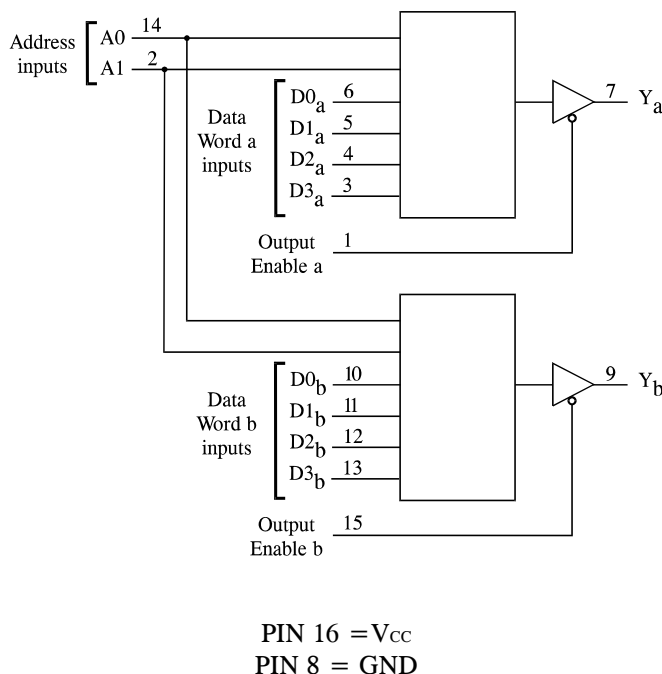 Address
inputs
A0 14
A1 2
Data
Word a
inputs
D0a 6
D1a 5
D2a 4
D3a 3
7 Ya
Output
Enable a
1
Data
Word b
inputs
D0b 10
D1b 11
D2b 12
D3b 13
9 Yb
Output
Enable b
15
PIN 16 =VCC
PIN 8 = GND